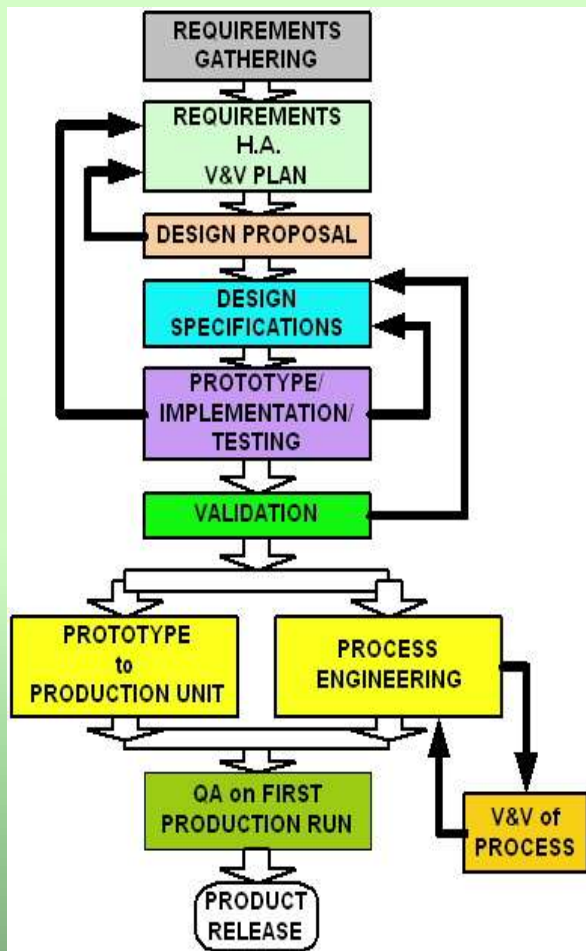 REQUIREMENTS
GATHERING
REQUIREMENTS
H.A.
V&V PLAN
DESIGN PROPOSAL
DESIGN
SPECIFICATIONS
PROTOTYPE/
IMPLEMENTATION/
TESTING
VALIDATION
PROTOTYPE
to
PRODUCTION UNIT
PROCESS
ENGINEERING
QA on FIRST
PRODUCTION RUN
V&V of
PROCESS
PRODUCT
RELEASE